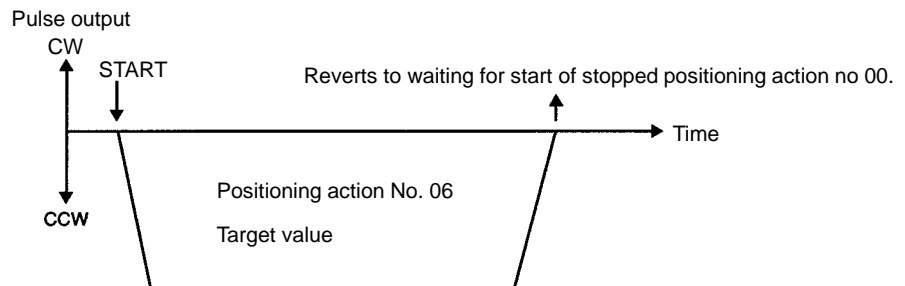 Pulse output
CW
START
Reverts to waiting for start of stopped positioning action no 00.
Time
Positioning action No. 06
CCW
Target value